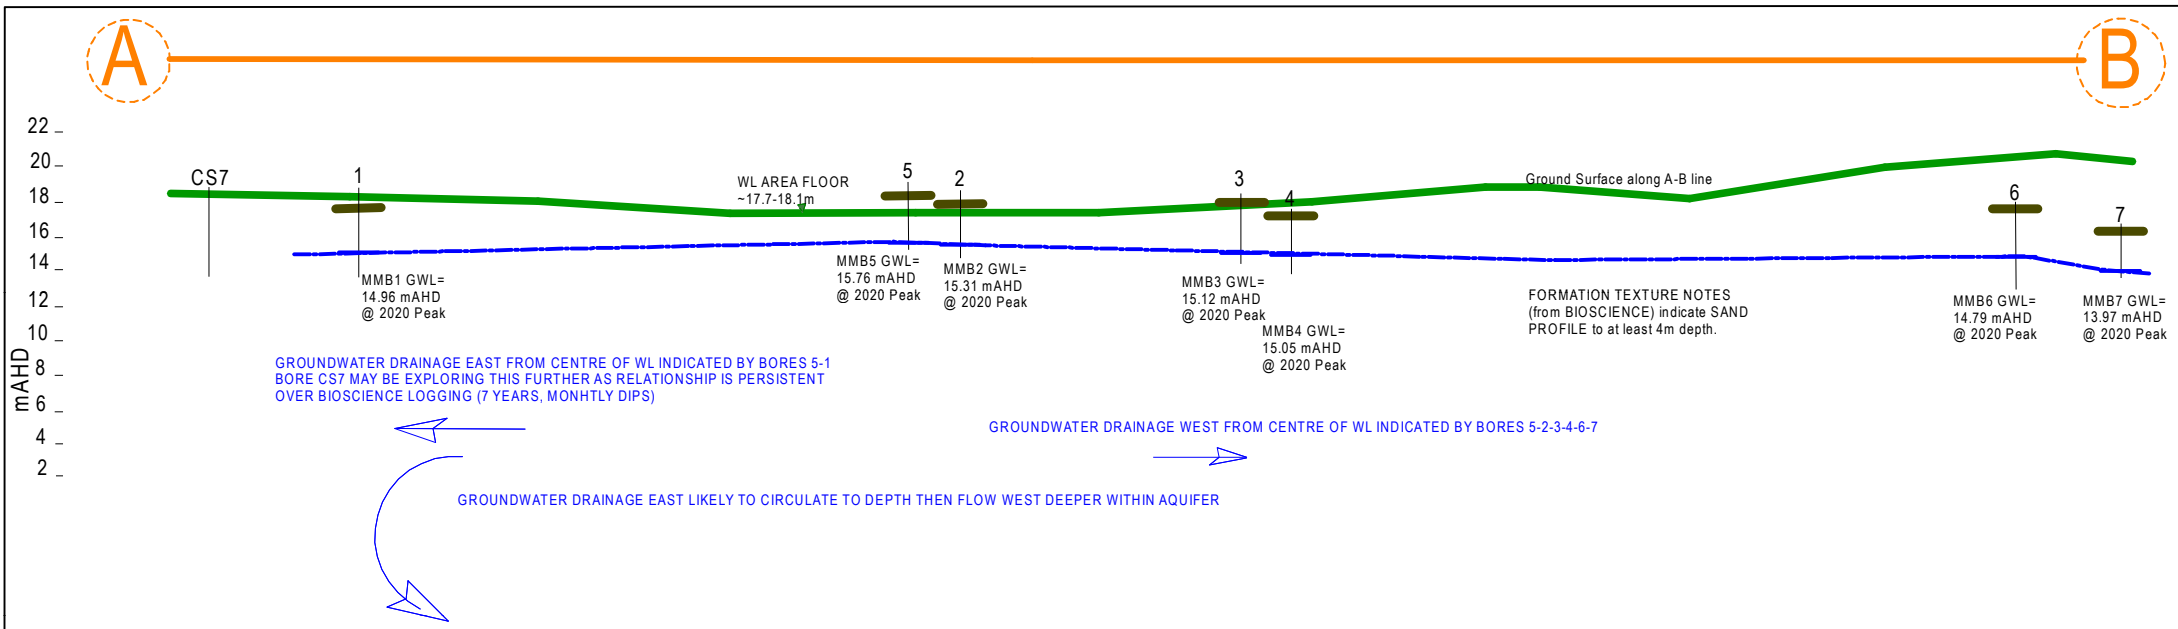 A
B
22
20
18
16
14
12
10
8
6
4
2
mAHD
CS7
1
5
2
3
4
6
7
WL AREA FLOOR
~17.7-18.1m
Ground Surface along A-B line
MMB1 GWL=
14.96 mAHD
@ 2020 Peak
MMB5 GWL=
15.76 mAHD
@ 2020 Peak
MMB2 GWL=
15.31 mAHD
@ 2020 Peak
MMB3 GWL=
15.12 mAHD
@ 2020 Peak
MMB4 GWL=
15.05 mAHD
@ 2020 Peak
FORMATION TEXTURE NOTES
(from BIOSCIENCE) indicate SAND
PROFILE to at least 4m depth.
MMB6 GWL=
14.79 mAHD
@ 2020 Peak
MMB7 GWL=
13.97 mAHD
@ 2020 Peak
GROUNDWATER DRAINAGE EAST FROM CENTRE OF WL INDICATED BY BORES 5-1
BORE CS7 MAY BE EXPLORING THIS FURTHER AS RELATIONSHIP IS PERSISTENT
OVER BIOSCIENCE LOGGING (7 YEARS, MONHTLY DIPS)
GROUNDWATER DRAINAGE WEST FROM CENTRE OF WL INDICATED BY BORES 5-2-3-4-6-7
GROUNDWATER DRAINAGE EAST LIKELY TO CIRCULATE TO DEPTH THEN FLOW WEST DEEPER WITHIN AQUIFER